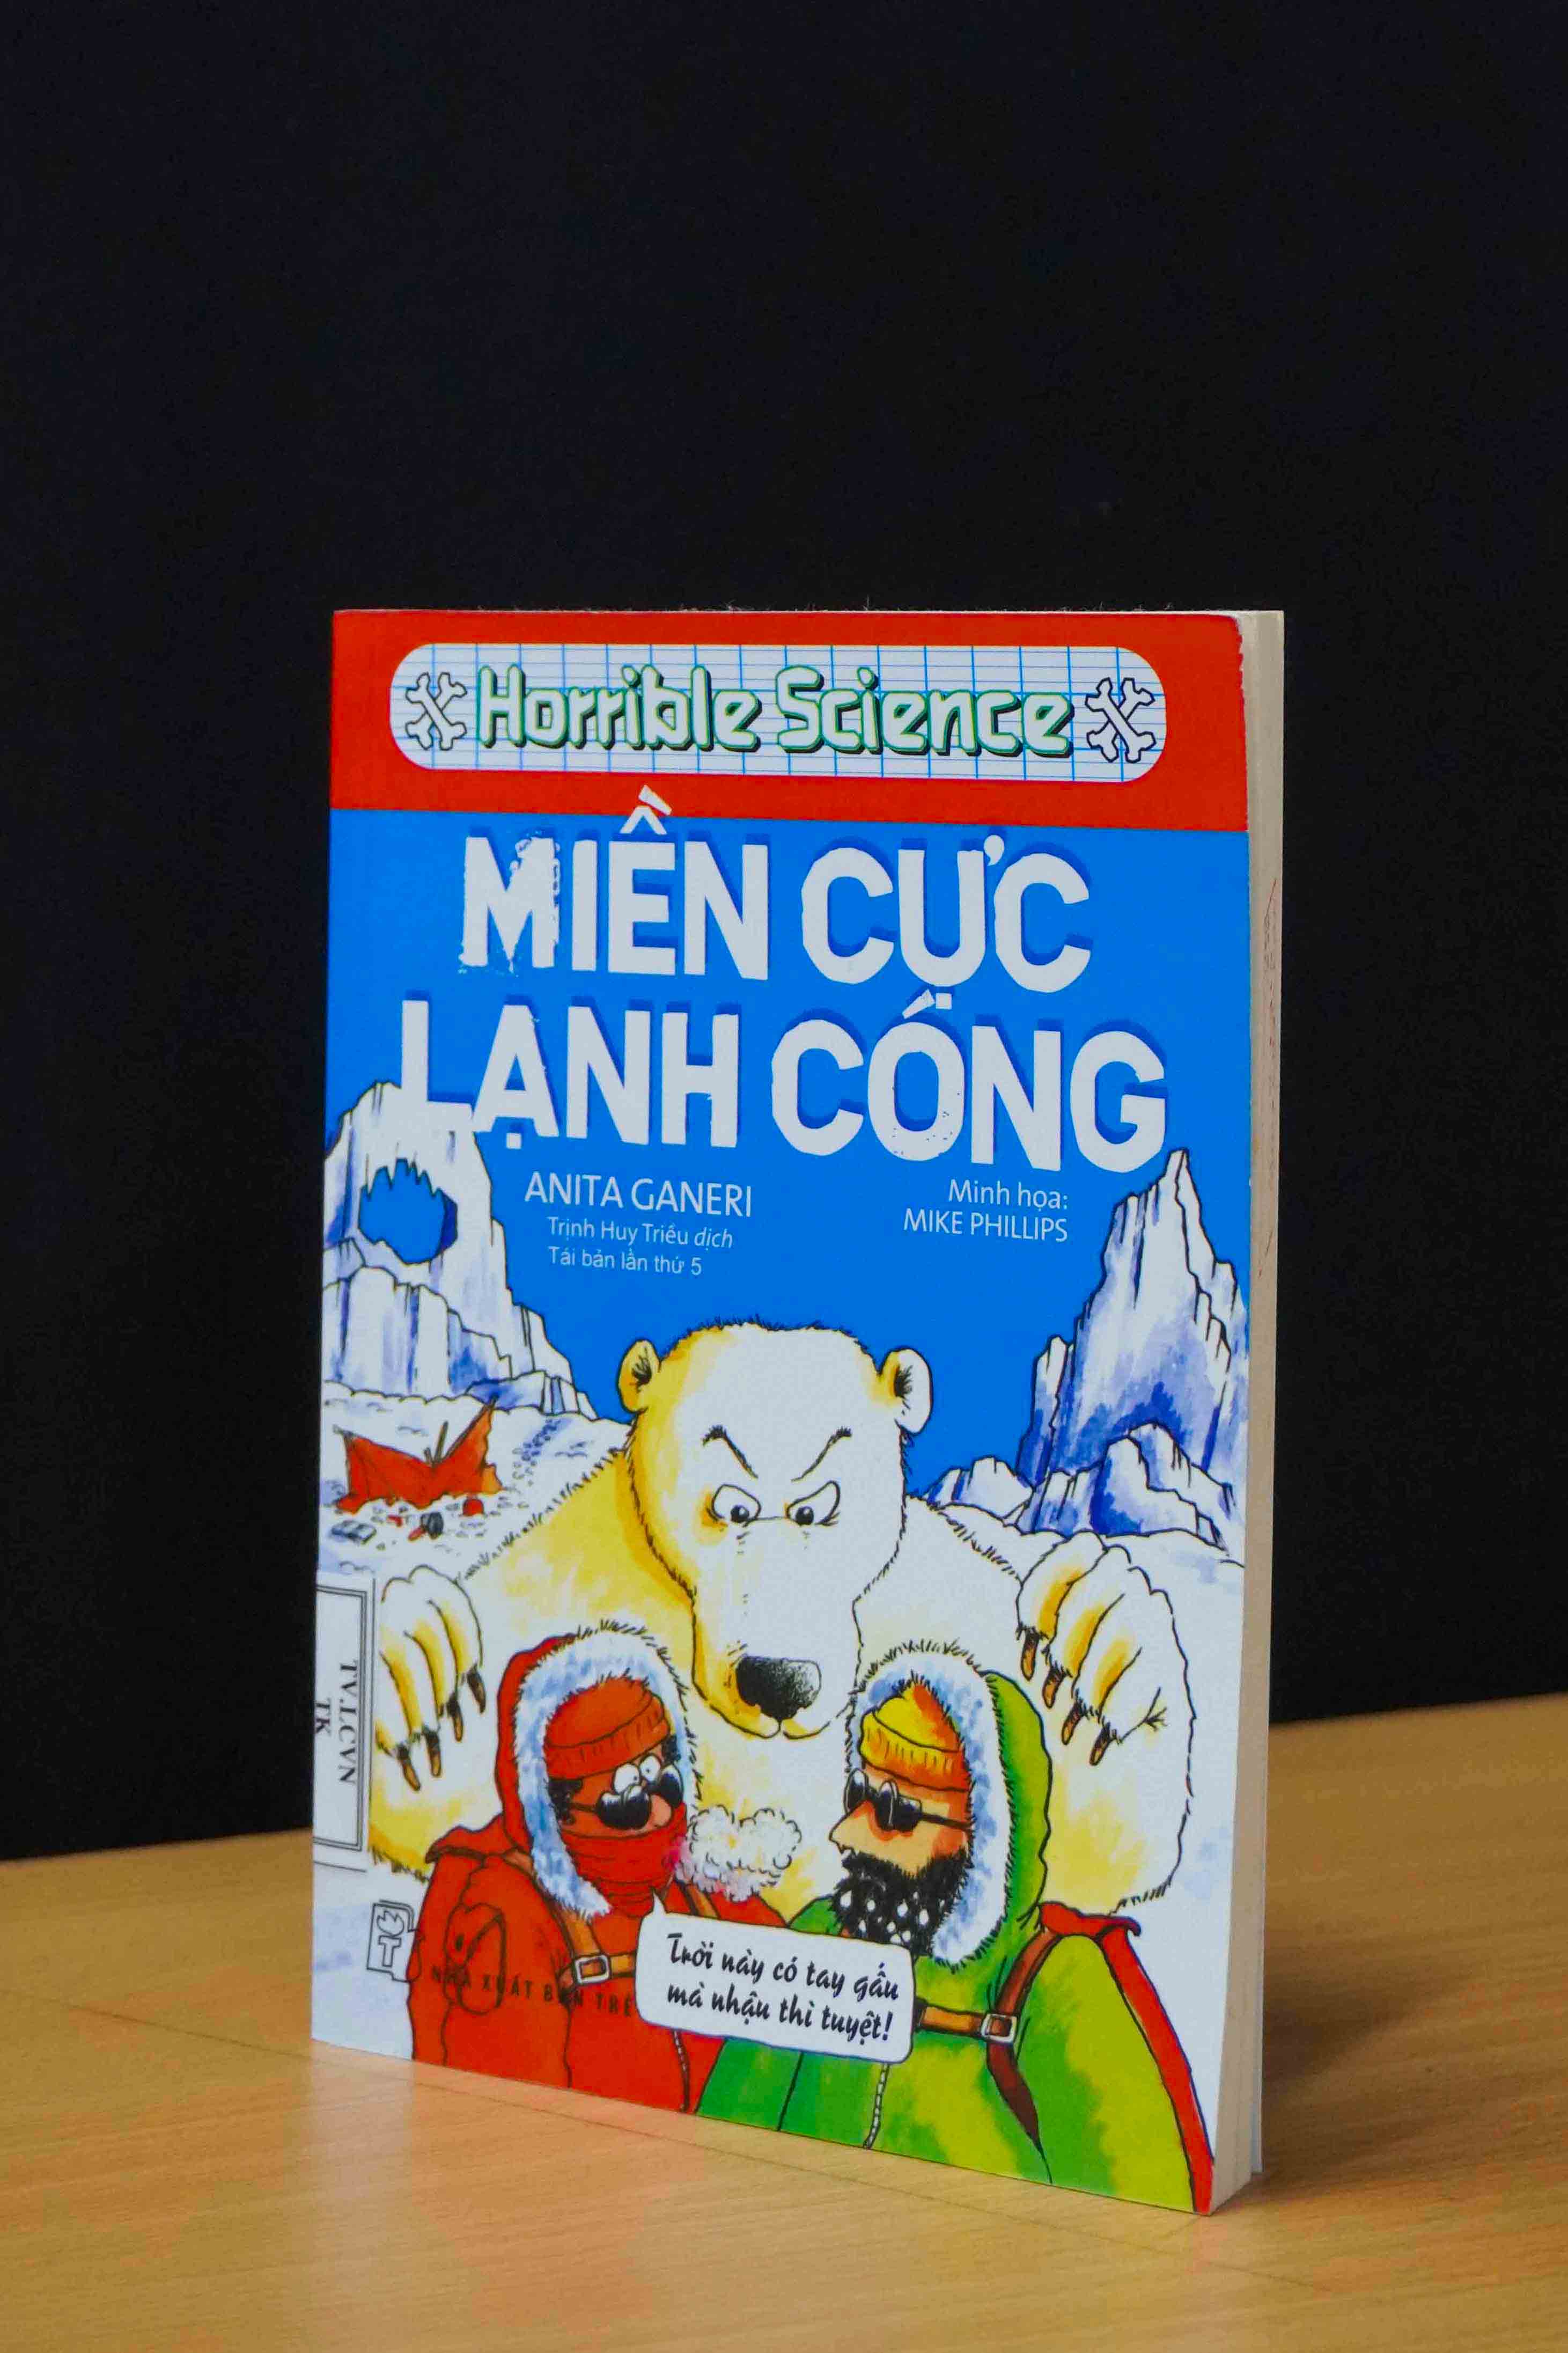 Horrible Science
MIỀN CỰC
LẠNH CÓNG
ANITA GANERI
Trịnh Huy Triều dịch
Tái bản lần thứ 5
Minh họa:
MIKE PHILLIPS
TV.LCVN
TK
Trời này có tay gấu
mà nhậu thì tuyệt!
NHÀ XUẤT BẢN TRẺ